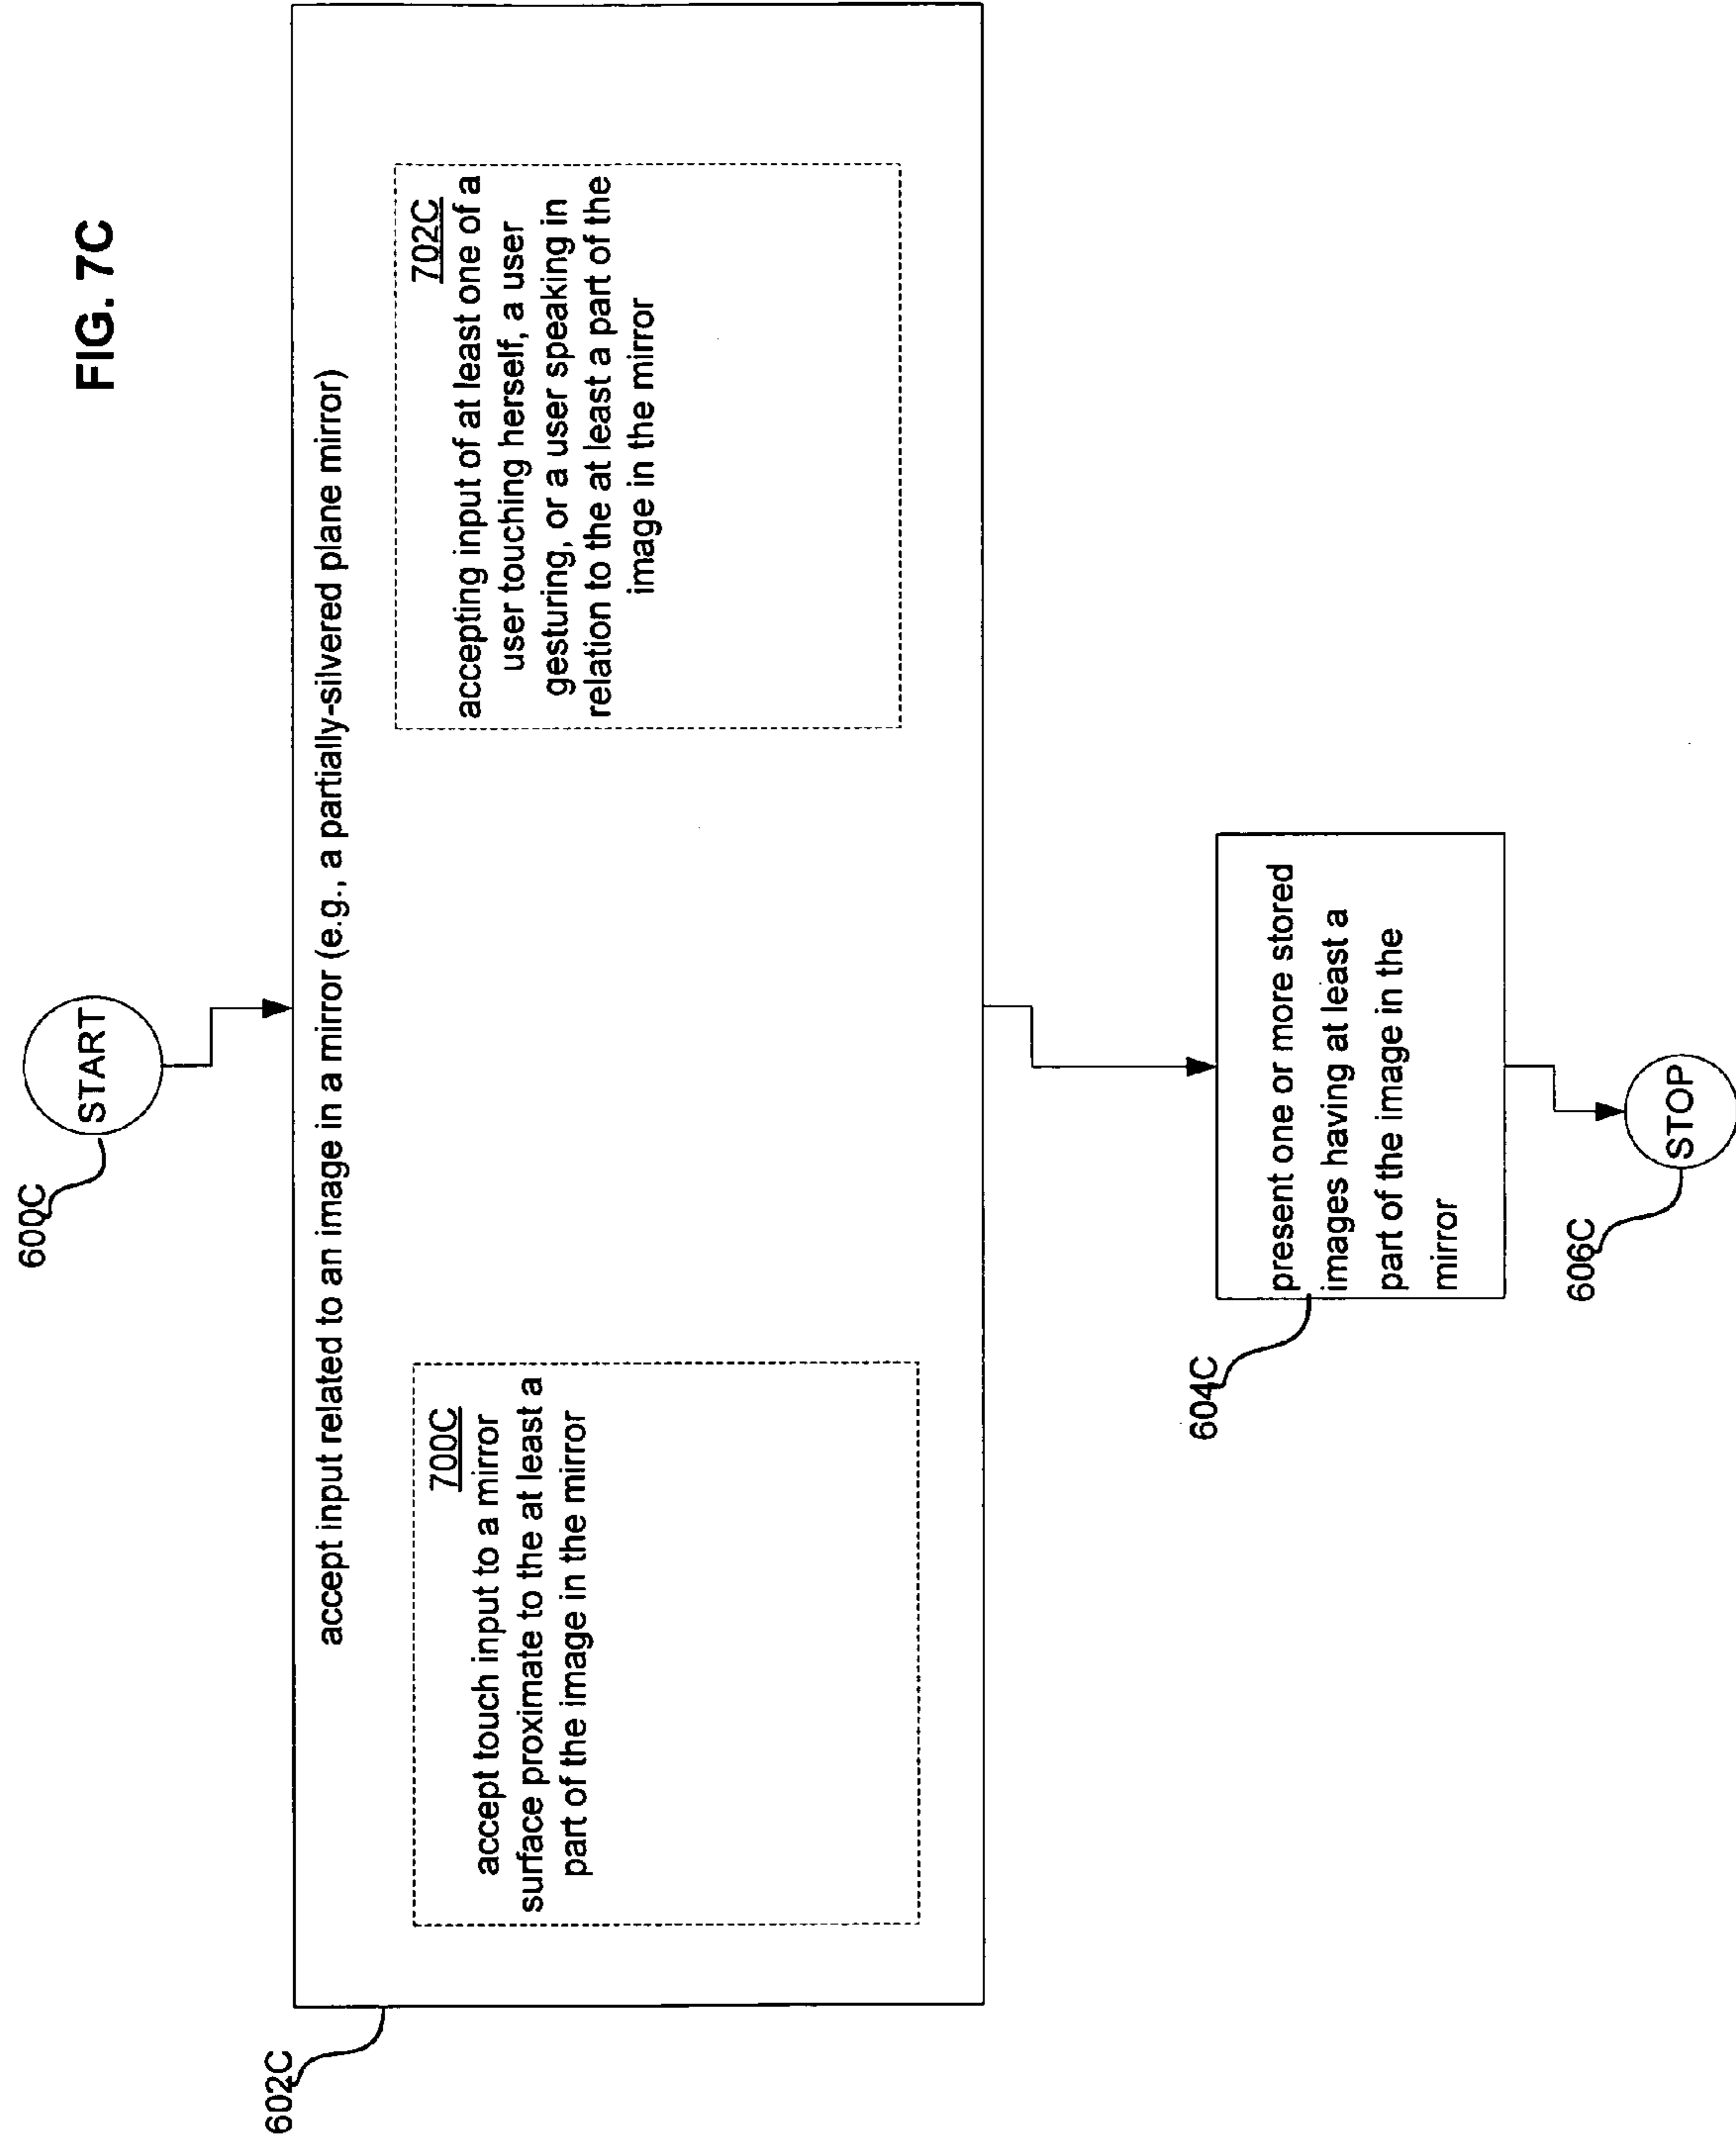 FIG. 7C
600C
START
602C
accept input related to an image in a mirror (e.g., a partially-silvered plane mirror)
700C
accept touch input to a mirror
surface proximate to the at least a
part of the image in the mirror
702C
accepting input of at least one of a
user touching herself, a user
gesturing, or a user speaking in
relation to the at least a part of the
image in the mirror
604C
present one or more stored
images having at least a
part of the image in the
mirror
606C
STOP